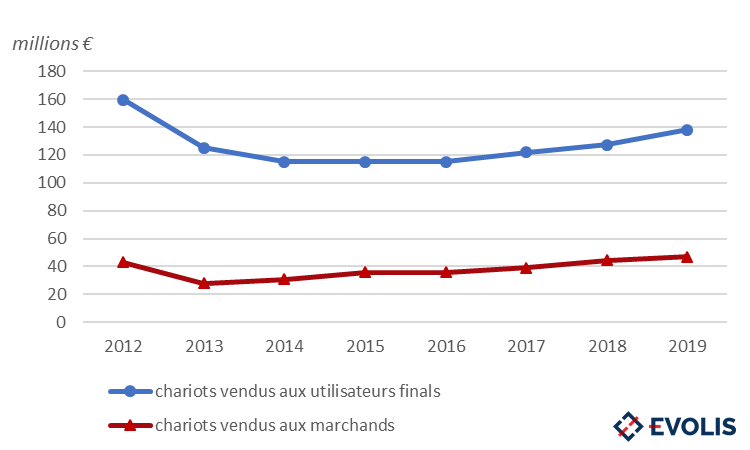 millions €
180
160
140
120
100
80
60
40
20
0
2012 2013 2014 2015 2016 2017 2018 2019
chariots vendus aux utilisateurs finals
chariots vendus aux marchands
EVOLIS